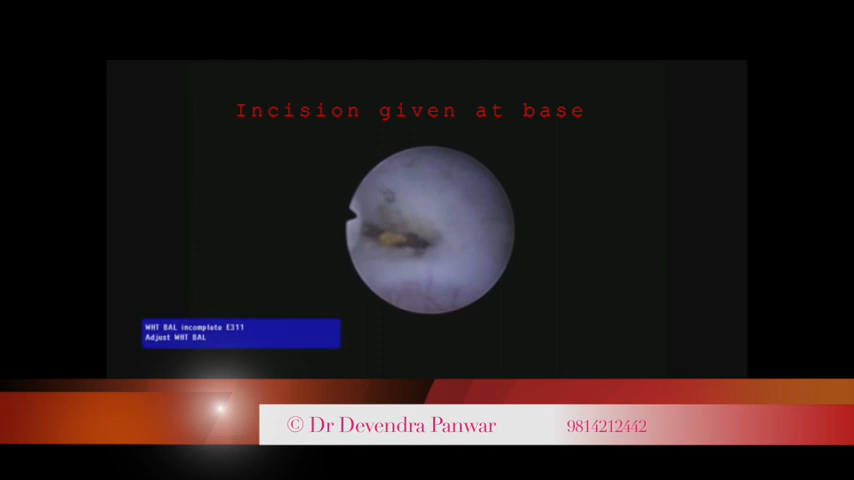 Incision given at base
WHT BAL incomplete E311
Adjust WHT BAL
© Dr Devendra Panwar
9814212442